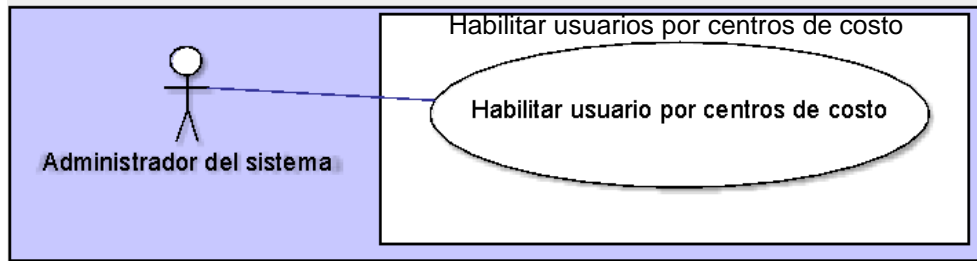 Habilitar usuarios por centros de costo
Habilitar usuario por centros de costo
Administrador del sistema